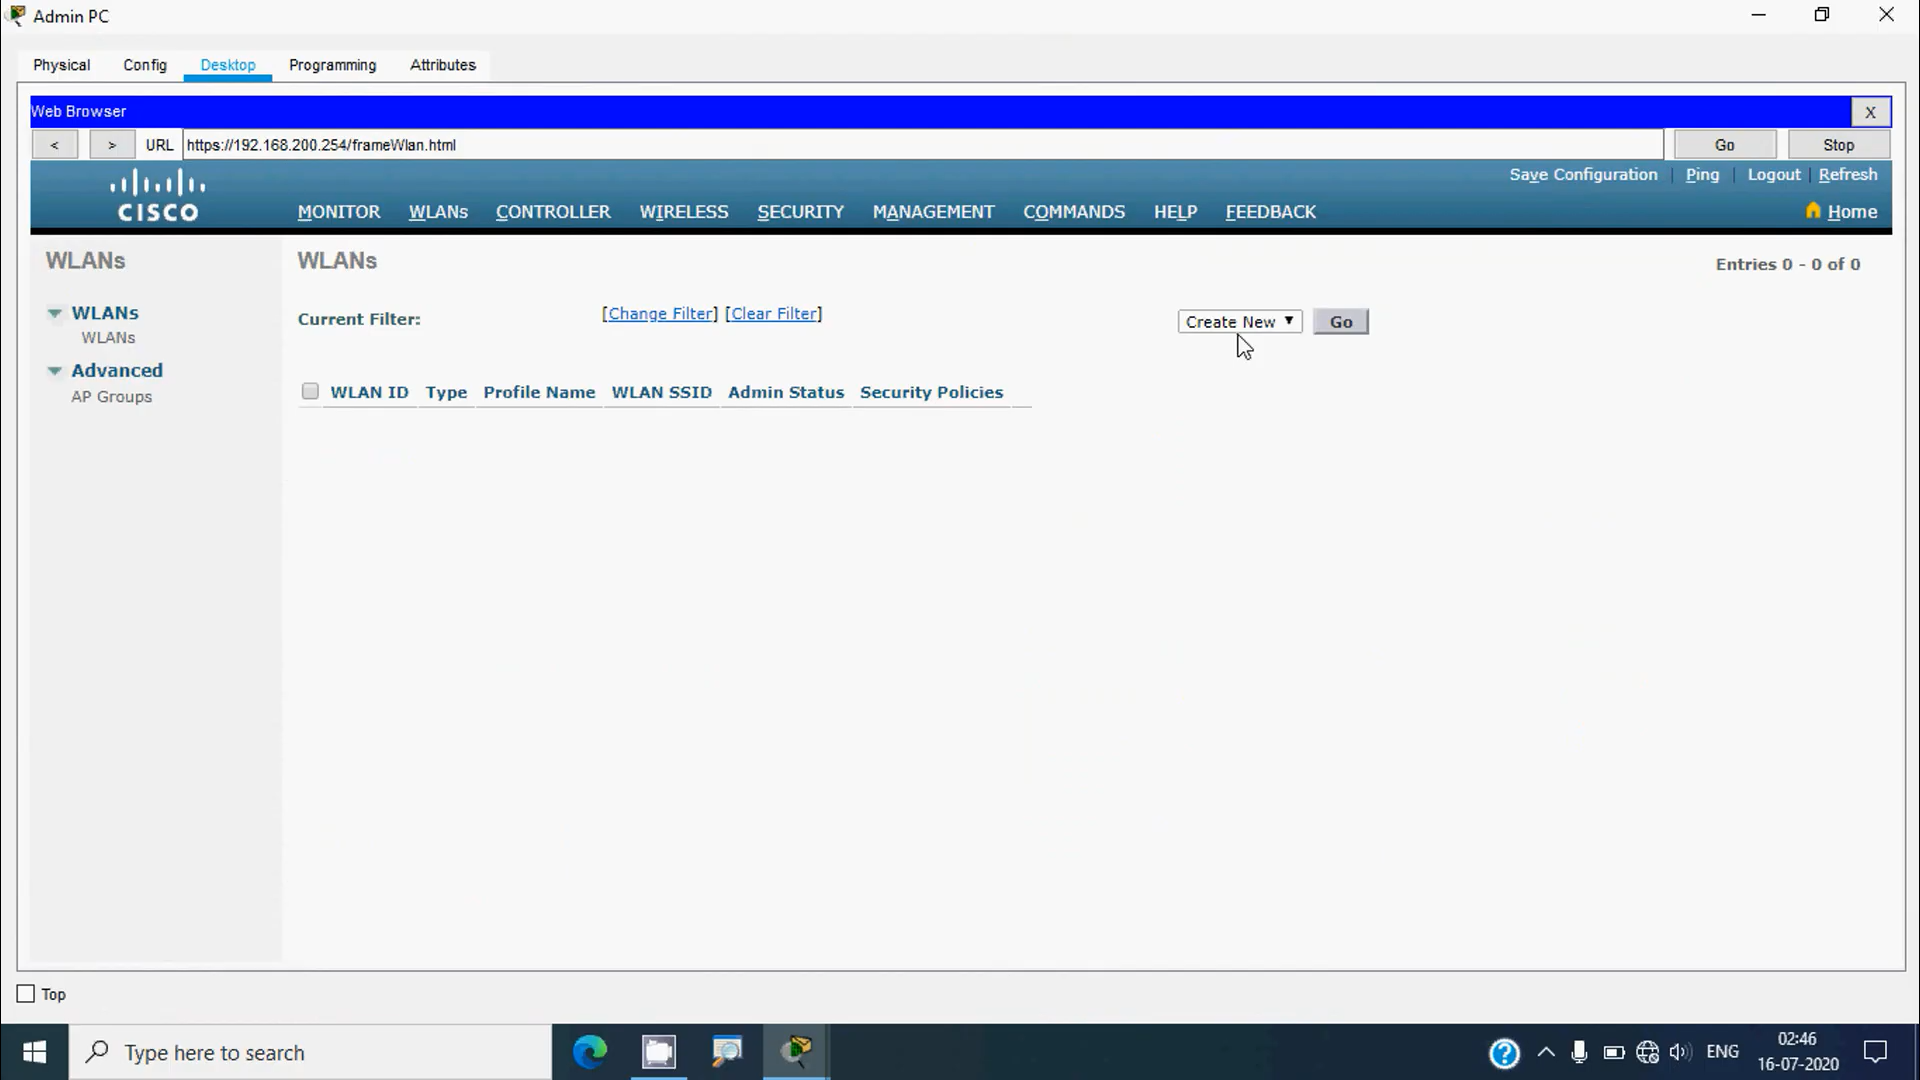 Admin PC
Physical Config Desktop Programming Attributes
Web Browser X
< > URL https://192.168.200.254/frameWlan.html Go Stop
Save Configuration | Ping | Logout | Refresh
CISCO
MONITOR WLANs CONTROLLER WIRELESS SECURITY MANAGEMENT COMMANDS HELP FEEDBACK Home
WLANs
WLANs
WLANs
Advanced
AP Groups
WLANs Entries 0 - 0 of 0
Current Filter: [Change Filter] [Clear Filter] Create New Go
WLAN ID Type Profile Name WLAN SSID Admin Status Security Policies
Top
Type here to search
ENG
02:46
16-07-2020